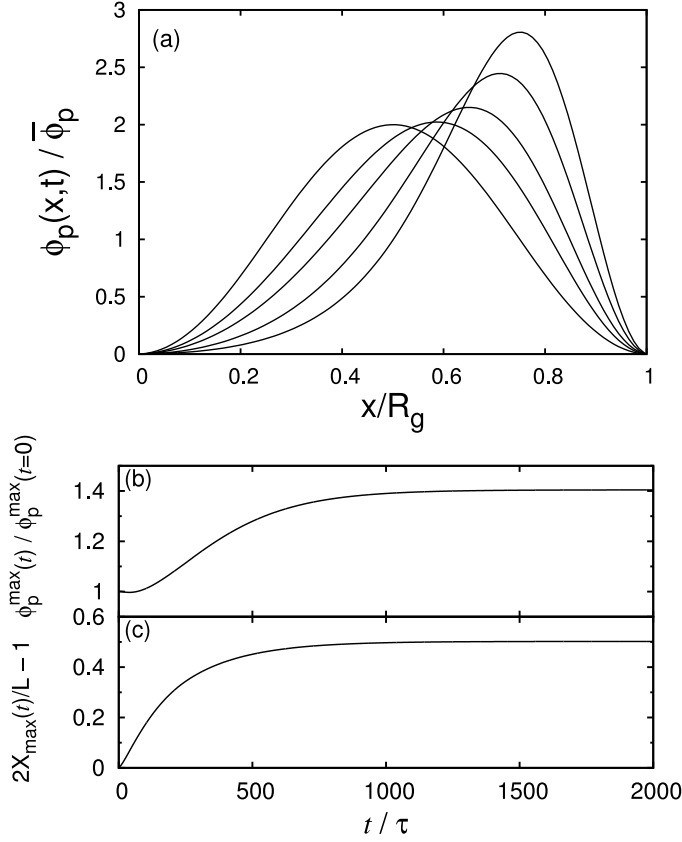 (a)
3
2.5
2
1.5
1
0.5
0
ϕp(x,t) / ϕ̅p
0 0.2 0.4 0.6 0.8 1
x/Rg
(b)
1.4
1.2
1
0.6
ϕp^max(t) / ϕp^max(t=0)
(c)
0.4
0.2
0
2Xmax(t)/L − 1
0 500 1000 1500 2000
t / τ